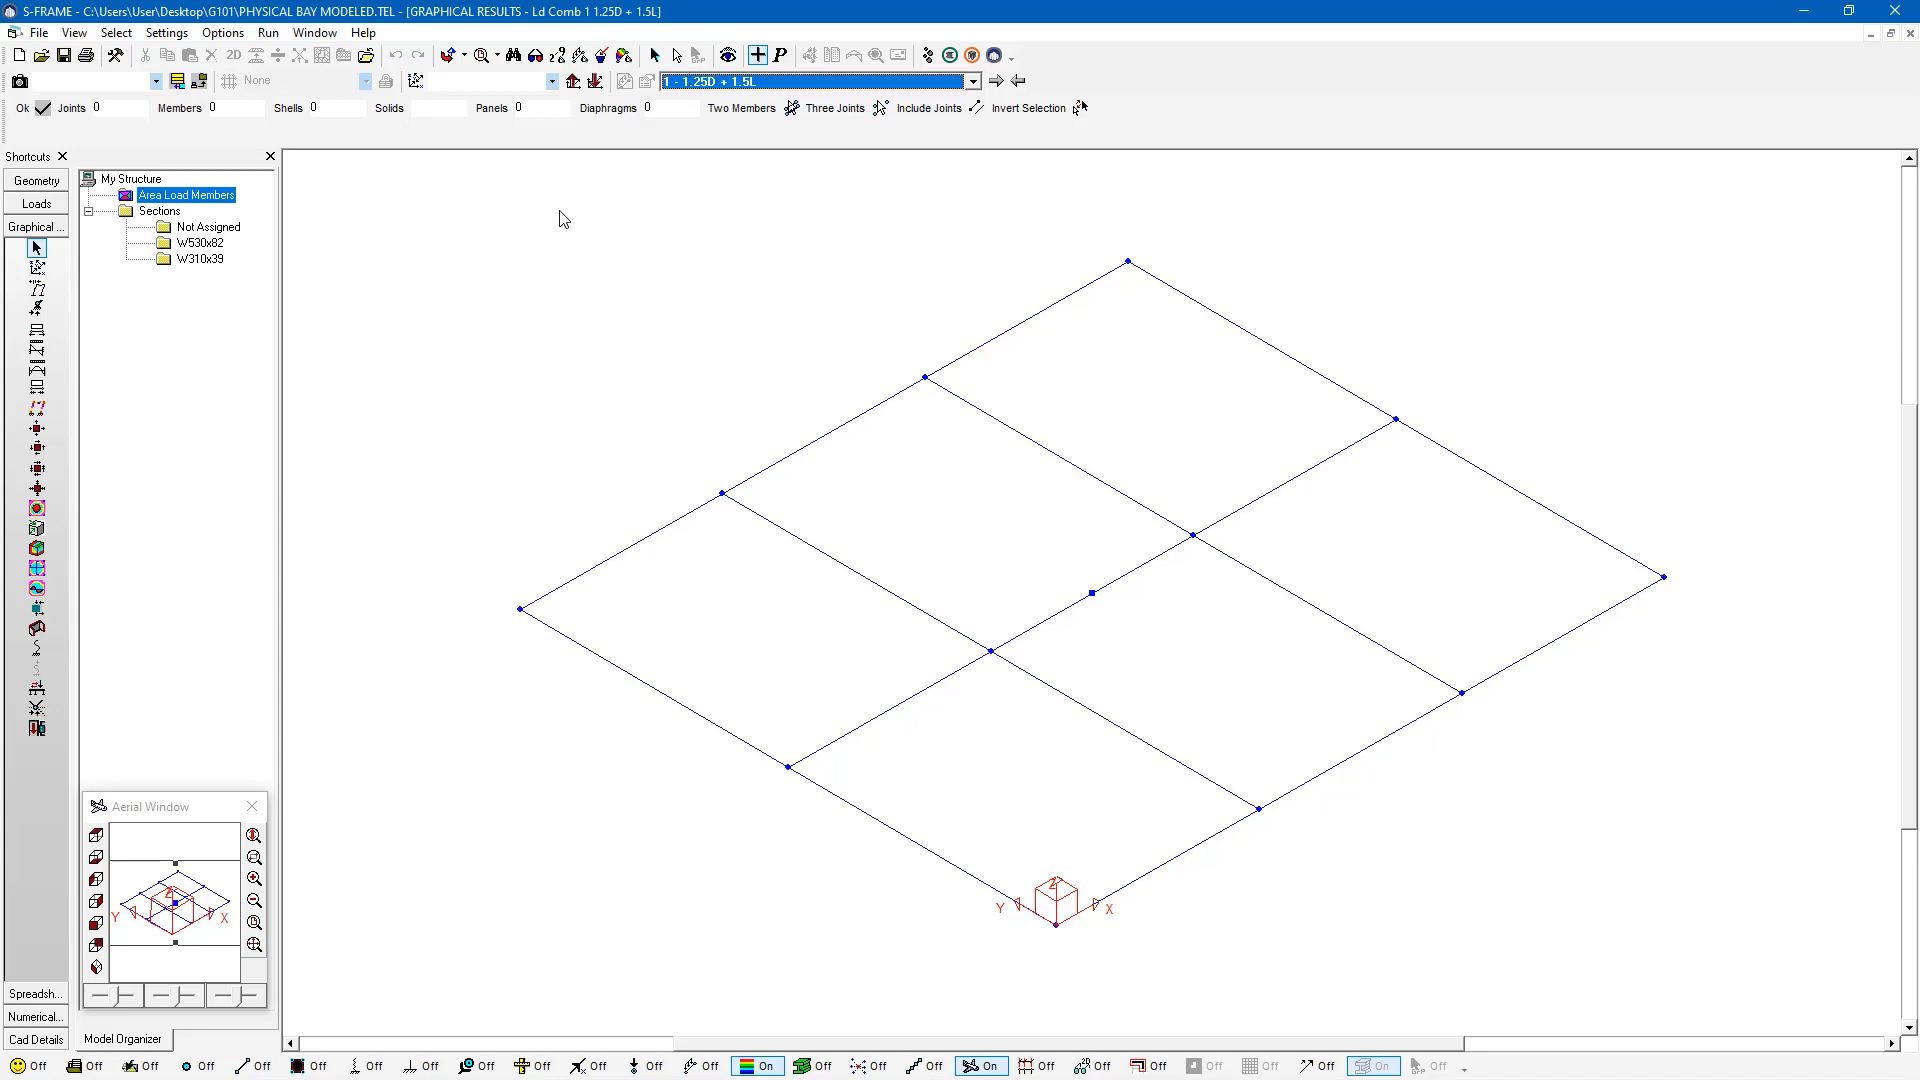 S-FRAME - C:\Users\User\Desktop\G101\PHYSICAL BAY MODELED.TEL - [GRAPHICAL RESULTS - Ld Comb 1 1.25D + 1.5L]
File View Select Settings Options Run Window Help
2D
None 1 - 1.25D + 1.5L
Ok Joints 0 Members 0 Shells 0 Solids Panels 0 Diaphragms 0 Two Members Three Joints Include Joints Invert Selection
Shortcuts
Geometry
Loads
Graphical ...
My Structure
Area Load Members
Sections
Not Assigned
W530x82
W310x39
Z
Y X
Aerial Window
Z
Y X
Spreadsh...
Numerical...
Cad Details
Model Organizer
Off Off Off Off Off Off Off Off Off Off Off Off Off On Off Off Off On Off Off Off Off Off Off On Off